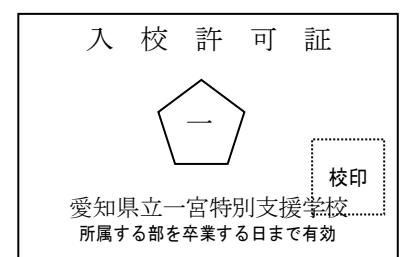 入校許可証
一
校印
愛知県立一宮特別支援学校
所属する部を卒業する日まで有効